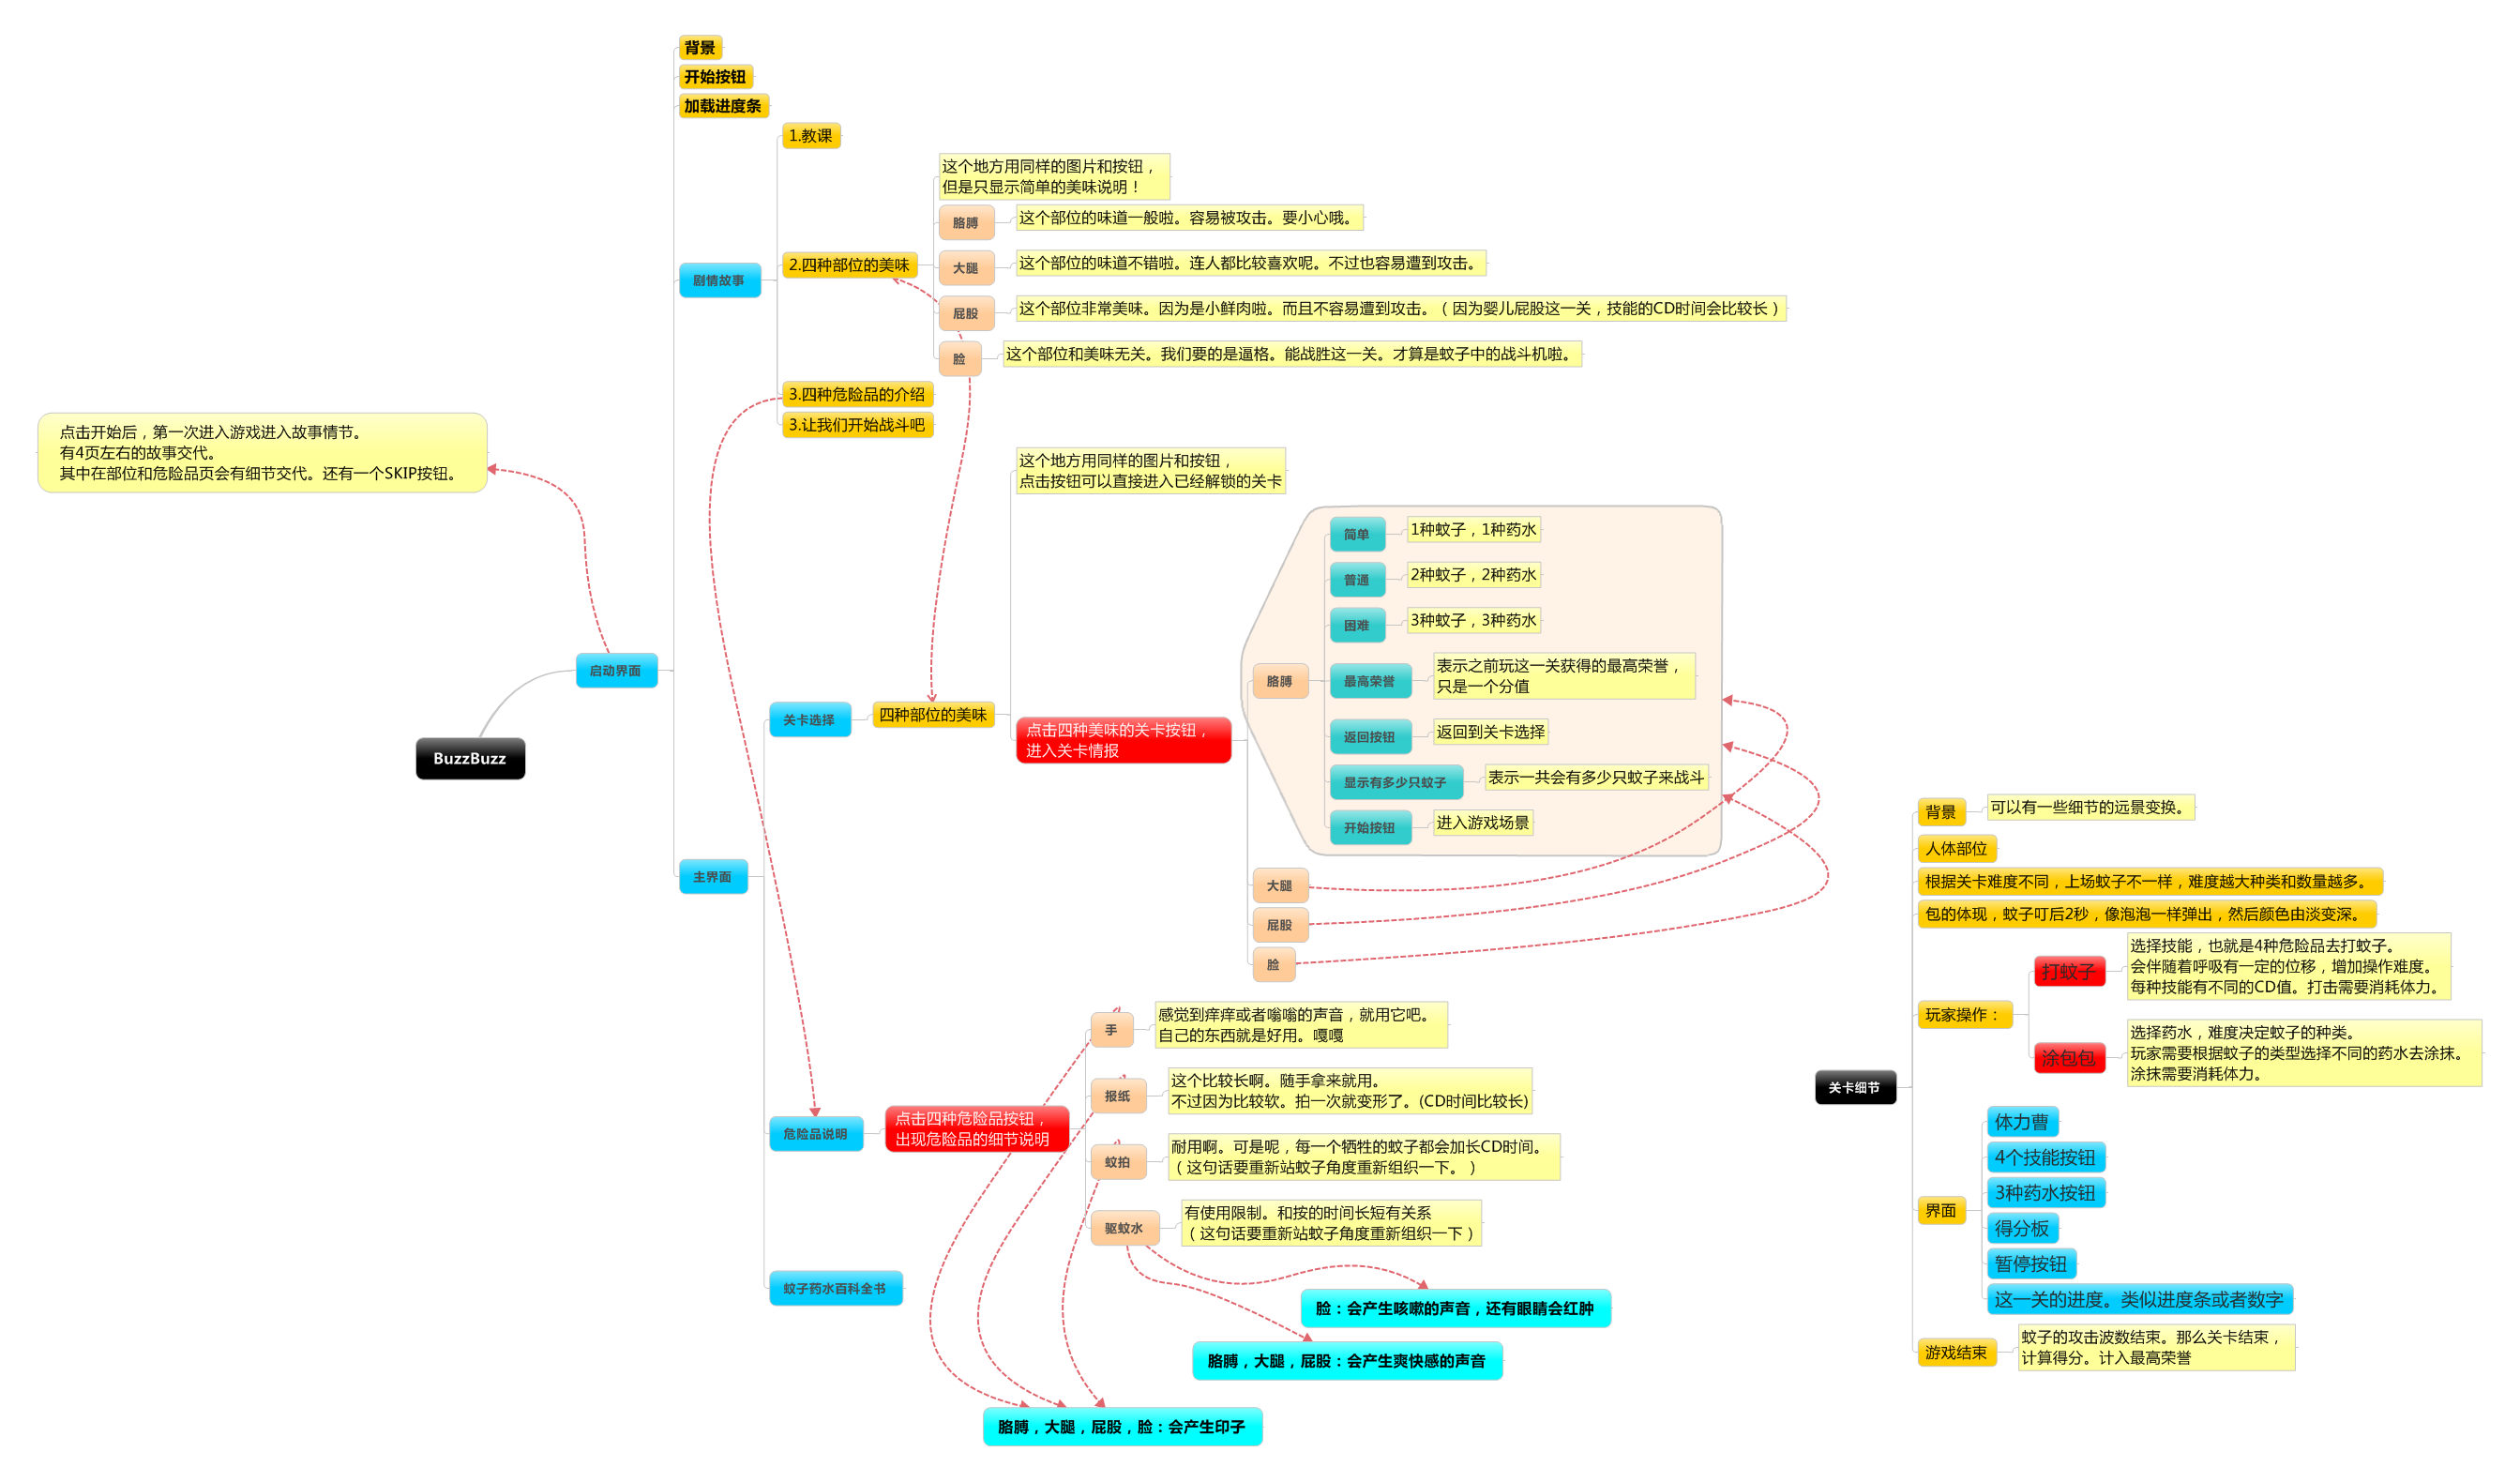 背景
开始按钮
加载进度条
剧情故事
1.教课
2.四种部位的美味
这个地方用同样的图片和按钮，
但是只显示简单的美味说明！
胳膊
这个部位的味道一般啦。容易被攻击。要小心哦。
大腿
这个部位的味道不错啦。连人都比较喜欢呢。不过也容易遭到攻击。
屁股
这个部位非常美味。因为是小鲜肉啦。而且不容易遭到攻击。（因为婴儿屁股这一关，技能的CD时间会比较长）
脸
这个部位和美味无关。我们要的是逼格。能战胜这一关。才算是蚊子中的战斗机啦。
3.四种危险品的介绍
3.让我们开始战斗吧
点击开始后，第一次进入游戏进入故事情节。
有4页左右的故事交代。
其中在部位和危险品页会有细节交代。还有一个SKIP按钮。
启动界面
BuzzBuzz
主界面
关卡选择
四种部位的美味
这个地方用同样的图片和按钮，
点击按钮可以直接进入已经解锁的关卡
点击四种美味的关卡按钮，
进入关卡情报
胳膊
简单
1种蚊子，1种药水
普通
2种蚊子，2种药水
困难
3种蚊子，3种药水
最高荣誉
表示之前玩这一关获得的最高荣誉，
只是一个分值
返回按钮
返回到关卡选择
显示有多少只蚊子
表示一共会有多少只蚊子来战斗
开始按钮
进入游戏场景
大腿
屁股
脸
危险品说明
点击四种危险品按钮，
出现危险品的细节说明
手
感觉到痒痒或者嗡嗡的声音，就用它吧。
自己的东西就是好用。嘎嘎
报纸
这个比较长啊。随手拿来就用。
不过因为比较软。拍一次就变形了。(CD时间比较长)
蚊拍
耐用啊。可是呢，每一个牺牲的蚊子都会加长CD时间。
（这句话要重新站蚊子角度重新组织一下。）
驱蚊水
有使用限制。和按的时间长短有关系
（这句话要重新站蚊子角度重新组织一下）
蚊子药水百科全书
脸：会产生咳嗽的声音，还有眼睛会红肿
胳膊，大腿，屁股：会产生爽快感的声音
胳膊，大腿，屁股，脸：会产生印子
关卡细节
背景
可以有一些细节的远景变换。
人体部位
根据关卡难度不同，上场蚊子不一样，难度越大种类和数量越多。
包的体现，蚊子叮后2秒，像泡泡一样弹出，然后颜色由淡变深。
玩家操作：
打蚊子
选择技能，也就是4种危险品去打蚊子。
会伴随着呼吸有一定的位移，增加操作难度。
每种技能有不同的CD值。打击需要消耗体力。
涂包包
选择药水，难度决定蚊子的种类。
玩家需要根据蚊子的类型选择不同的药水去涂抹。
涂抹需要消耗体力。
界面
体力曹
4个技能按钮
3种药水按钮
得分板
暂停按钮
这一关的进度。类似进度条或者数字
游戏结束
蚊子的攻击波数结束。那么关卡结束，
计算得分。计入最高荣誉